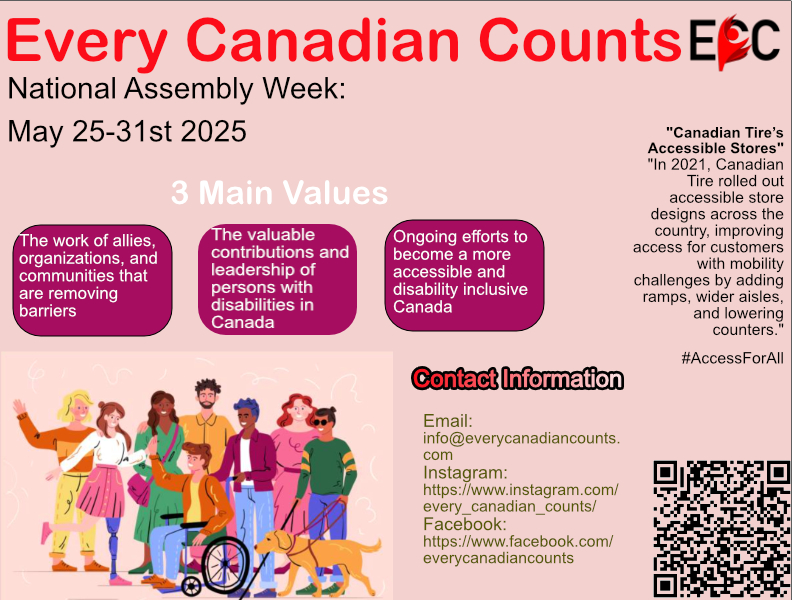 Every Canadian Counts
ECC
National Assembly Week:
May 25-31st 2025
3 Main Values
The work of allies,
organizations, and
communities that
are removing
barriers
The valuable
contributions and
leadership of
persons with
disabilities in
Canada
Ongoing efforts to
become a more
accessible and
disability inclusive
Canada
"Canadian Tire’s
Accessible Stores"
"In 2021, Canadian
Tire rolled out
accessible store
designs across the
country, improving
access for customers
with mobility
challenges by adding
ramps, wider aisles,
and lowering
counters."
#AccessForAll
Contact Information
Email:
info@everycanadiancounts.
com
Instagram:
https://www.instagram.com/
every_canadian_counts/
Facebook:
https://www.facebook.com/
everycanadiancounts